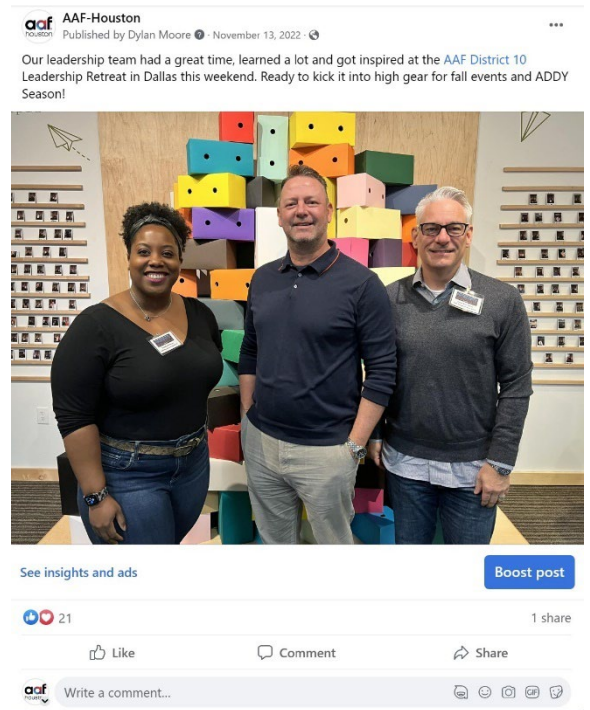 aaf
houston
AAF-Houston
Published by Dylan Moore ? · November 13, 2022 ·
Our leadership team had a great time, learned a lot and got inspired at the AAF District 10
Leadership Retreat in Dallas this weekend. Ready to kick it into high gear for fall events and ADDY
Season!
See insights and ads
Boost post
21
1 share
Like
Comment
Share
aaf
houston
Write a comment...
GIF